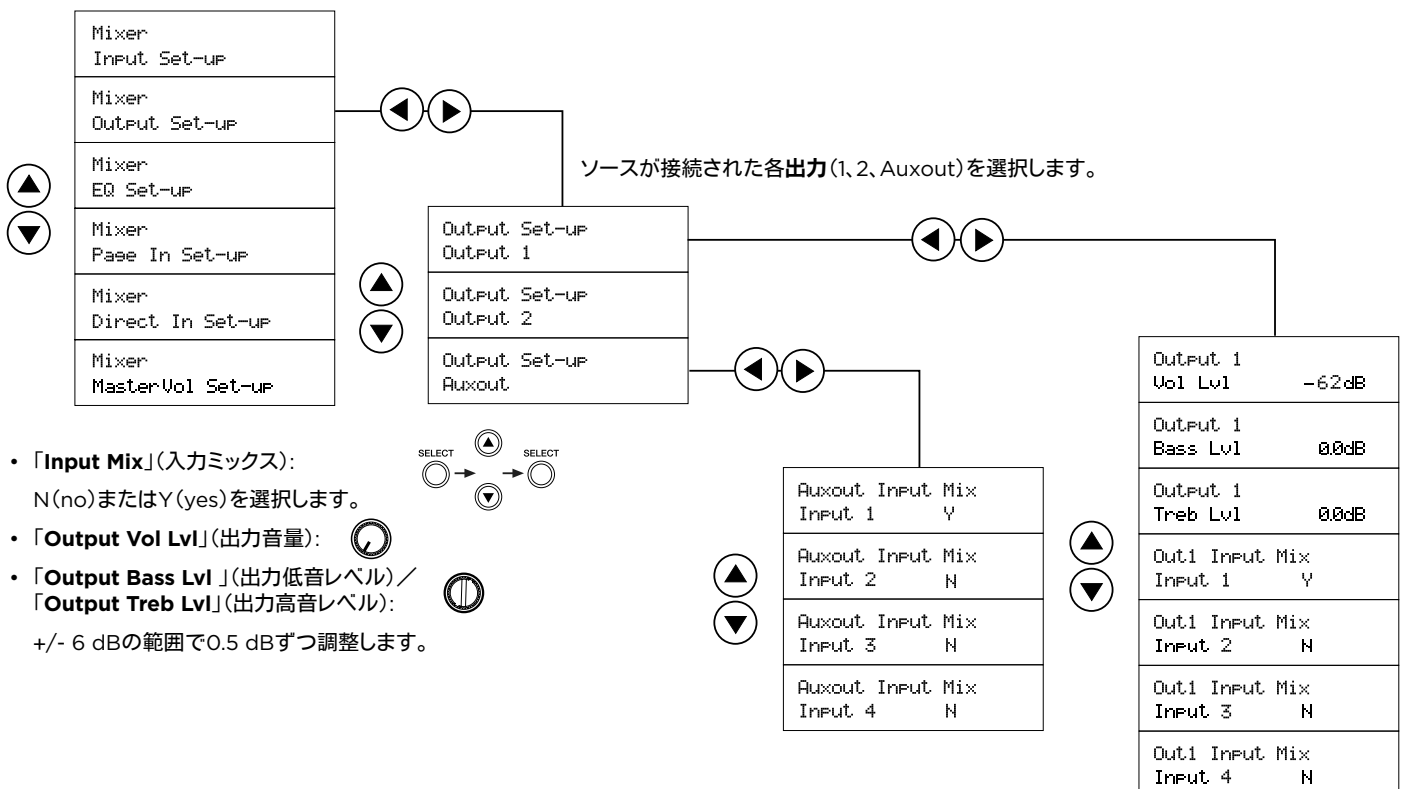 Mixer
Input Set-up
Mixer
Output Set-up
Mixer
EQ Set-up
Mixer
Page In Set-up
Mixer
Direct In Set-up
Mixer
MasterVol Set-up
ソースが接続された各出力(1、2、Auxout)を選択します。
Output Set-up
Output 1
Output Set-up
Output 2
Output Set-up
Auxout
• 「Input Mix」(入力ミックス):
N(no)またはY(yes)を選択します。
SELECT
SELECT
• 「Output Vol Lvl」(出力音量):
• 「Output Bass Lvl 」(出力低音レベル)/
「Output Treb Lvl」(出力高音レベル):
+/- 6 dBの範囲で0.5 dBずつ調整します。
Auxout Input Mix
Input 1 Y
Auxout Input Mix
Input 2 N
Auxout Input Mix
Input 3 N
Auxout Input Mix
Input 4 N
Output 1
Vol Lvl -62dB
Output 1
Bass Lvl 0.0dB
Output 1
Treb Lvl 0.0dB
Out1 Input Mix
Input 1 Y
Out1 Input Mix
Input 2 N
Out1 Input Mix
Input 3 N
Out1 Input Mix
Input 4 N